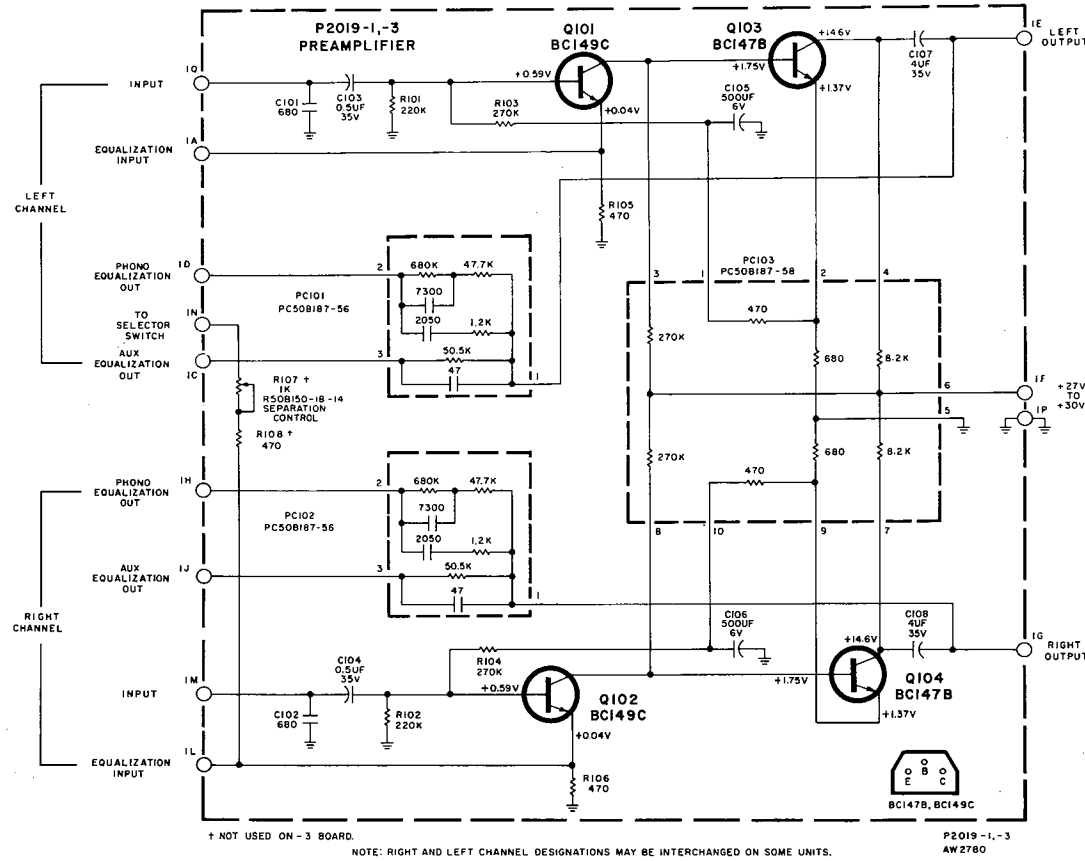 P2019-1,-3
PREAMPLIFIER
Q101
BC149C
Q103
BC147B
+14.6V
1E
LEFT
OUTPUT
C107
4UF
35V
1Q
INPUT
+0.59V
+1.75V
+1.37V
C101
680
C103
0.5UF
35V
R101
220K
R103
270K
+0.04V
C105
500UF
6V
1A
EQUALIZATION
INPUT
LEFT
CHANNEL
R105
470
PHONO
EQUALIZATION
OUT
1D
2
680K
47.7K
7300
2050
1.2K
PC101
PC50B187-56
3
1
2
4
PC103
PC50B187-58
TO
SELECTOR
SWITCH
1N
470
270K
680
8.2K
AUX
EQUALIZATION
OUT
1C
3
50.5K
47
1
R107 †
1K
R50B150-18-14
SEPARATION
CONTROL
6
1F
+27V
TO
+30V
5
1P
R108 †
470
270K
680
8.2K
470
PHONO
EQUALIZATION
OUT
1H
2
680K
47.7K
7300
2050
1.2K
PC102
PC50B187-56
8
10
9
7
AUX
EQUALIZATION
OUT
1J
3
50.5K
47
1
RIGHT
CHANNEL
C106
500UF
6V
C108
4UF
35V
+14.6V
1G
RIGHT
OUTPUT
R104
270K
C104
0.5UF
35V
1M
INPUT
+0.59V
+1.75V
Q102
BC149C
Q104
BC147B
C102
680
R102
220K
+0.04V
+1.37V
1L
EQUALIZATION
INPUT
R106
470
B
E C
BC147B, BC149C
† NOT USED ON -3 BOARD.
P2019-1,-3
AW2780
NOTE: RIGHT AND LEFT CHANNEL DESIGNATIONS MAY BE INTERCHANGED ON SOME UNITS.